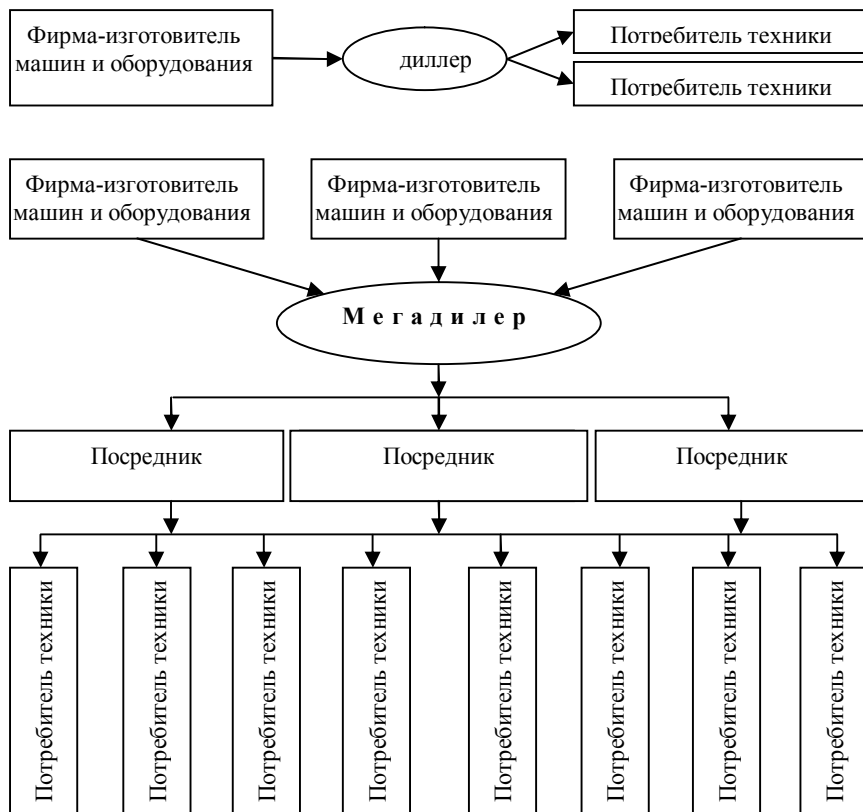 Фирма-изготовитель
машин и оборудования
диллер
Потребитель техники
Потребитель техники
Фирма-изготовитель
машин и оборудования
Фирма-изготовитель
машин и оборудования
Фирма-изготовитель
машин и оборудования
Мегадилер
Посредник
Посредник
Посредник
Потребитель техники
Потребитель техники
Потребитель техники
Потребитель техники
Потребитель техники
Потребитель техники
Потребитель техники
Потребитель техники